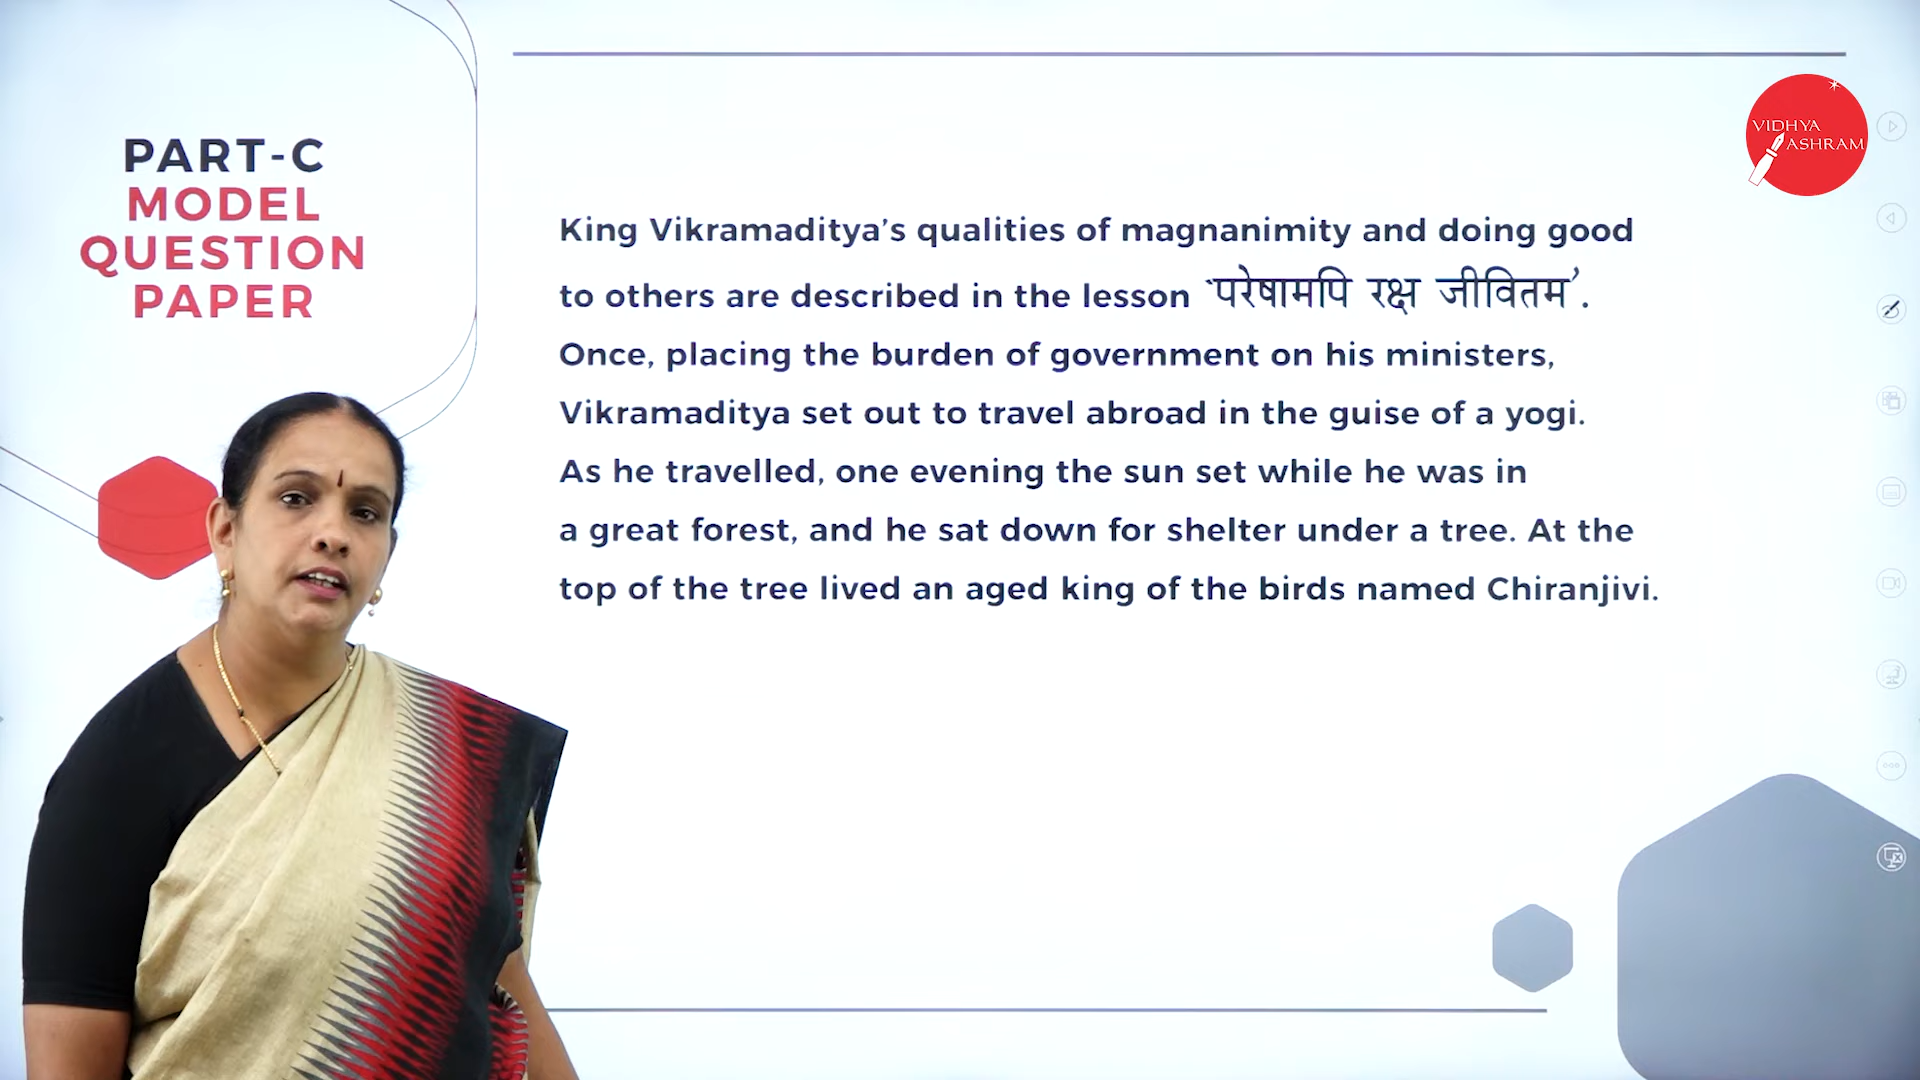 PART-C
MODEL
QUESTION
PAPER
VIDHYA
ASHRAM
King Vikramaditya's qualities of magnanimity and doing good
to others are described in the lesson 'परेषामपि रक्ष जीवितम'.
Once, placing the burden of government on his ministers,
Vikramaditya set out to travel abroad in the guise of a yogi.
As he travelled, one evening the sun set while he was in
a great forest, and he sat down for shelter under a tree. At the
top of the tree lived an aged king of the birds named Chiranjivi.